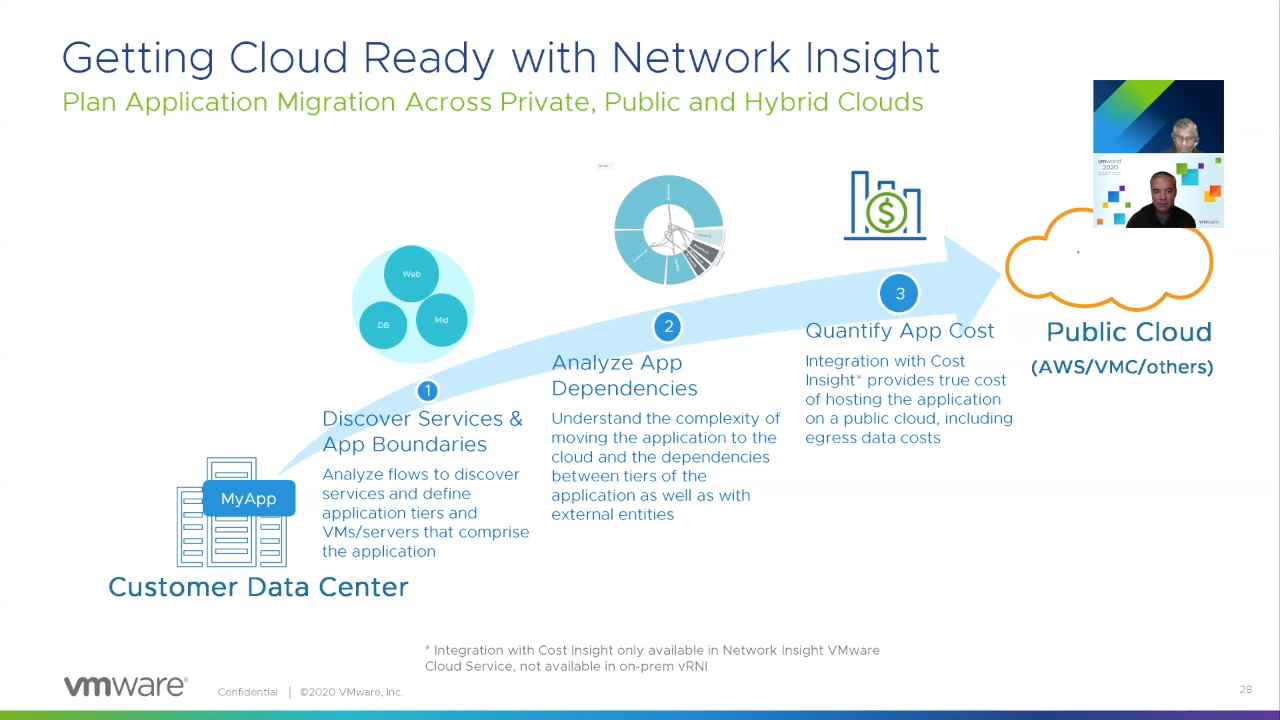 Getting Cloud Ready with Network Insight
Plan Application Migration Across Private, Public and Hybrid Clouds
vmworld
2020
vmware
Web
DB
Mid
1
Discover Services &
App Boundaries
Analyze flows to discover
services and define
application tiers and
VMs/servers that comprise
the application
2
Analyze App
Dependencies
Understand the complexity of
moving the application to the
cloud and the dependencies
between tiers of the
application as well as with
external entities
$
3
Quantify App Cost
Integration with Cost
Insight* provides true cost
of hosting the application
on a public cloud, including
egress data costs
Public Cloud
(AWS/VMC/others)
MyApp
Customer Data Center
* Integration with Cost Insight only available in Network Insight VMware
Cloud Service, not available in on-prem vRNI
vmware®
Confidential | ©2020 VMware, Inc.
28